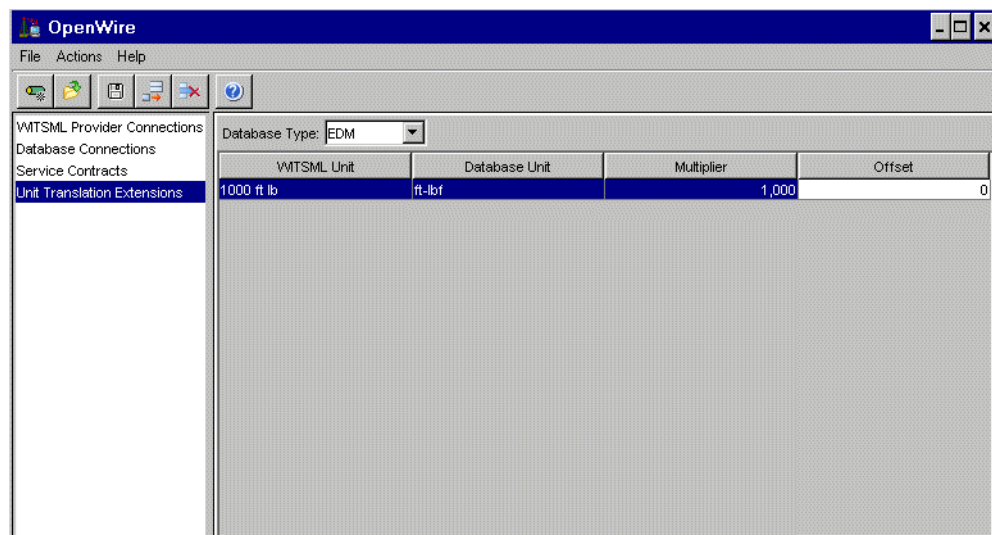 OpenWire
File Actions Help
WITSML Provider Connections
Database Connections
Service Contracts
Unit Translation Extensions
Database Type: EDM
WITSML Unit Database Unit Multiplier Offset
1000 ft lb ft-lbf 1,000 0